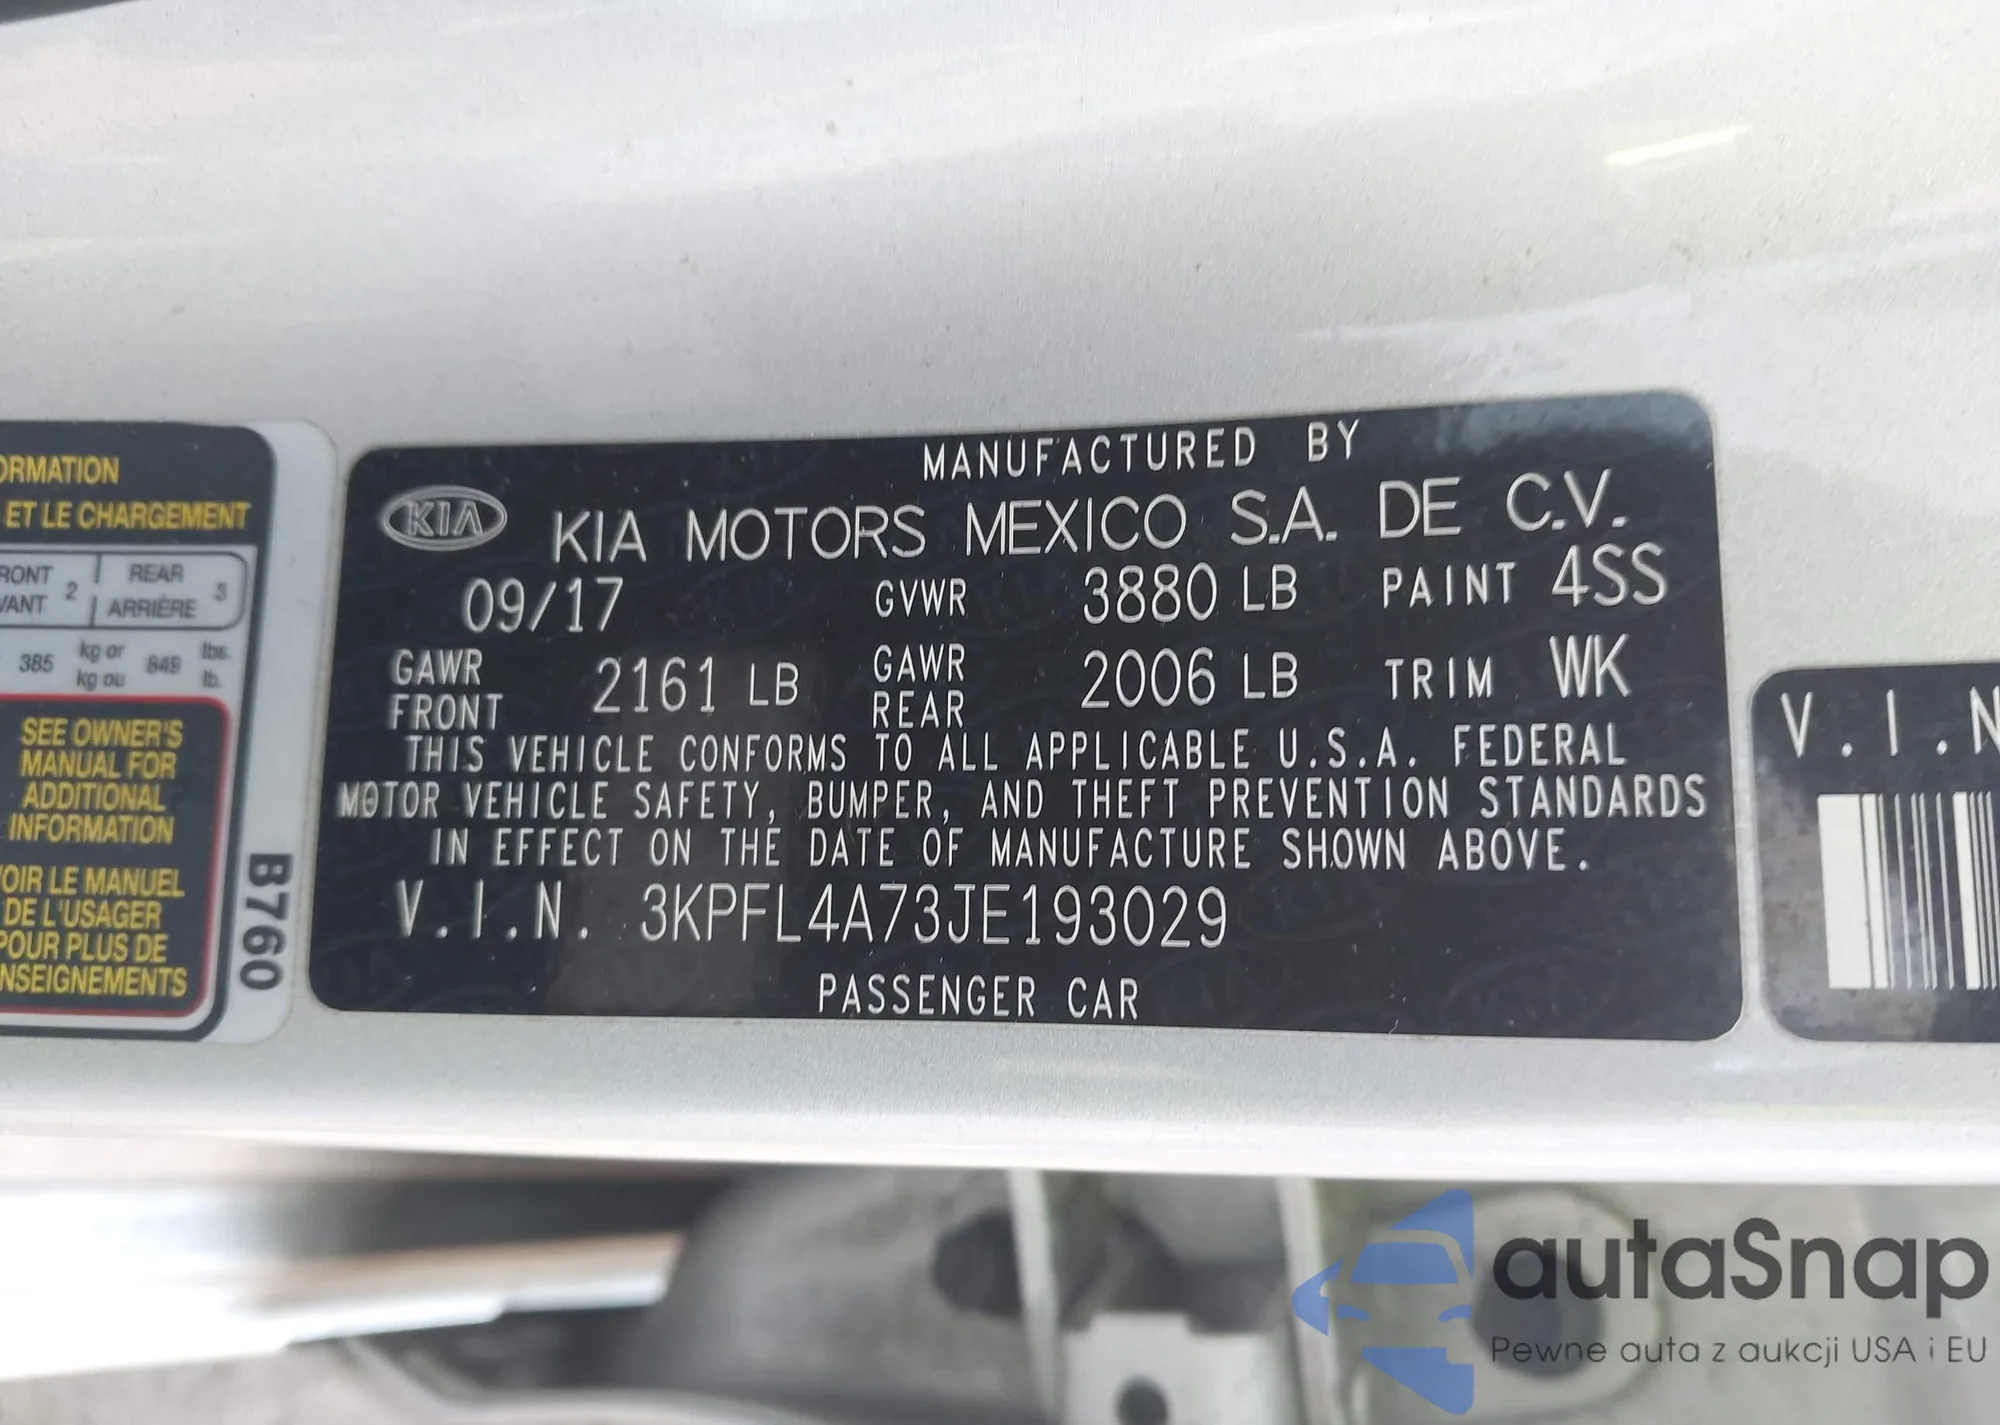 ORMATION
ET LE CHARGEMENT
RONT 2 REAR 3
VANT ARRIÈRE
385 kg or 849 lbs.
kg ou lb.
SEE OWNER'S
MANUAL FOR
ADDITIONAL
INFORMATION
OIR LE MANUEL
DE L'USAGER
POUR PLUS DE
NSEIGNEMENTS
B760
MANUFACTURED BY
KIA KIA MOTORS MEXICO S.A. DE C.V.
09/17 GVWR 3880 LB PAINT 4SS
GAWR FRONT 2161 LB GAWR REAR 2006 LB TRIM WK
THIS VEHICLE CONFORMS TO ALL APPLICABLE U.S.A. FEDERAL
MOTOR VEHICLE SAFETY, BUMPER, AND THEFT PREVENTION STANDARDS
IN EFFECT ON THE DATE OF MANUFACTURE SHOWN ABOVE.
V.I.N. 3KPFL4A73JE193029
PASSENGER CAR
V.I.N
autaSnap
Pewne auta z aukcji USA i EU